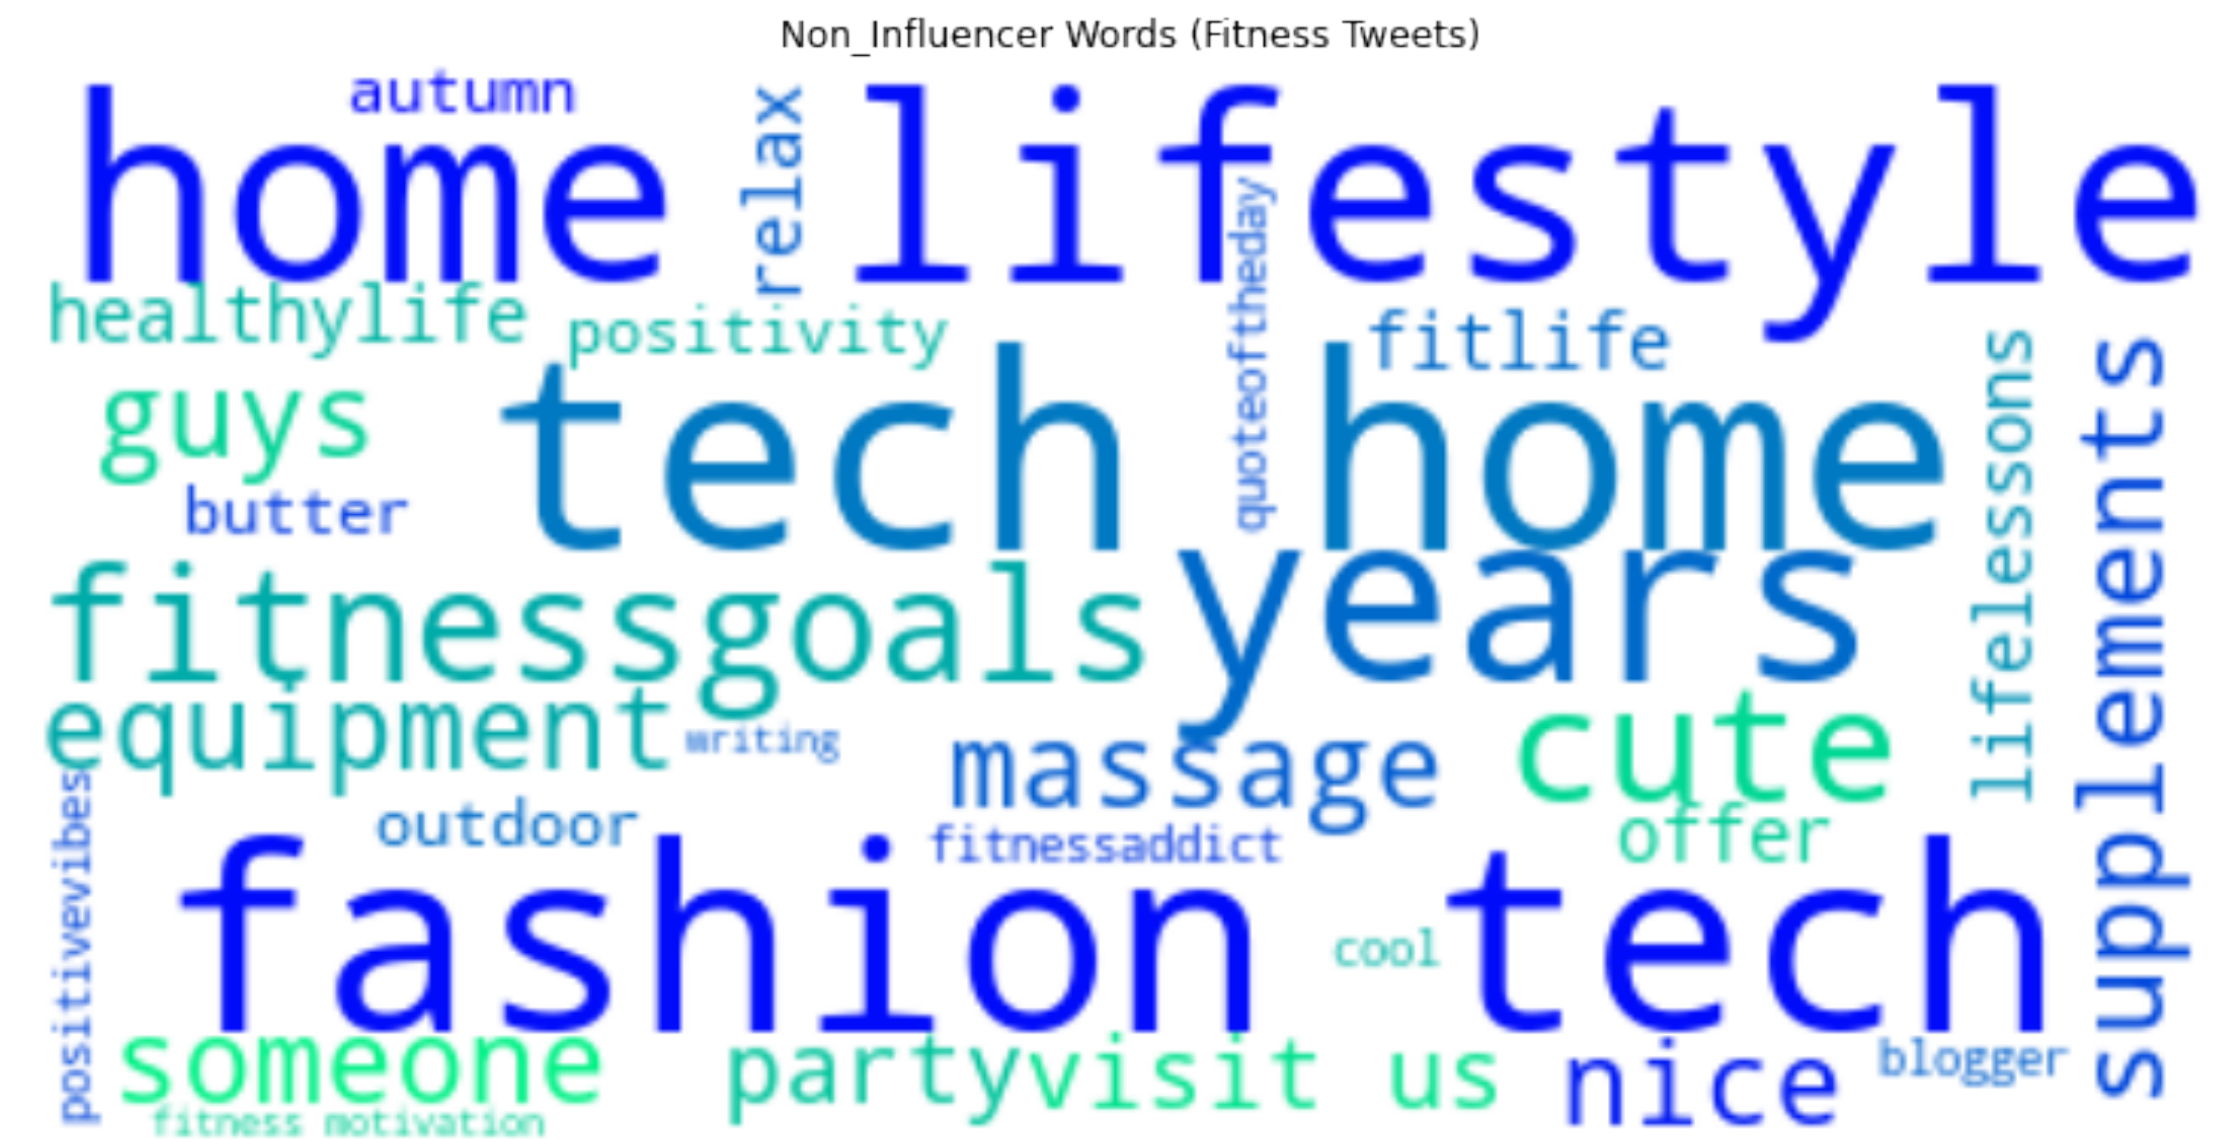 Non_Influencer Words (Fitness Tweets)
autumn
home lifestyle
relax
quoteoftheday
healthylife
positivity
fitlife
guys
tech home
lifelessons
supplements
butter
fitnessgoals
years
equipment
writing
massage
cute
positivevibes
outdoor
fitnessaddict
offer
fashion tech
cool
someone
party
visit us
nice
blogger
fitness motivation